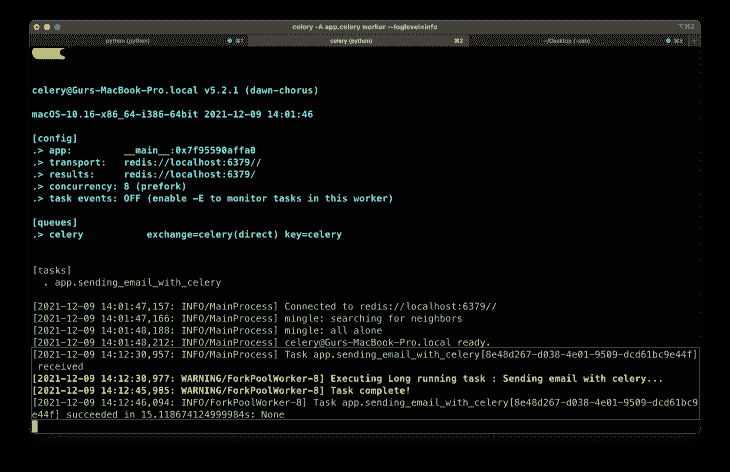 celery -A app.celery worker --loglevel=info
⌥⌘2
python (python)
⌘1
celery (python)
⌘2
~/Desktop (-zsh)
⌘3
celery@Gurs-MacBook-Pro.local v5.2.1 (dawn-chorus)
macOS-10.16-x86_64-i386-64bit 2021-12-09 14:01:46
[config]
.> app:         __main__:0x7f95590affa0
.> transport:   redis://localhost:6379//
.> results:     redis://localhost:6379/
.> concurrency: 8 (prefork)
.> task events: OFF (enable -E to monitor tasks in this worker)
[queues]
.> celery           exchange=celery(direct) key=celery
[tasks]
. app.sending_email_with_celery
[2021-12-09 14:01:47,157: INFO/MainProcess] Connected to redis://localhost:6379//
[2021-12-09 14:01:47,166: INFO/MainProcess] mingle: searching for neighbors
[2021-12-09 14:01:48,188: INFO/MainProcess] mingle: all alone
[2021-12-09 14:01:48,212: INFO/MainProcess] celery@Gurs-MacBook-Pro.local ready.
[2021-12-09 14:12:30,957: INFO/MainProcess] Task app.sending_email_with_celery[8e48d267-d038-4e01-9509-dcd61bc9e44f]
received
[2021-12-09 14:12:30,977: WARNING/ForkPoolWorker-8] Executing Long running task : Sending email with celery...
[2021-12-09 14:12:45,985: WARNING/ForkPoolWorker-8] Task complete!
[2021-12-09 14:12:46,094: INFO/ForkPoolWorker-8] Task app.sending_email_with_celery[8e48d267-d038-4e01-9509-dcd61bc9
e44f] succeeded in 15.118674124999984s: None